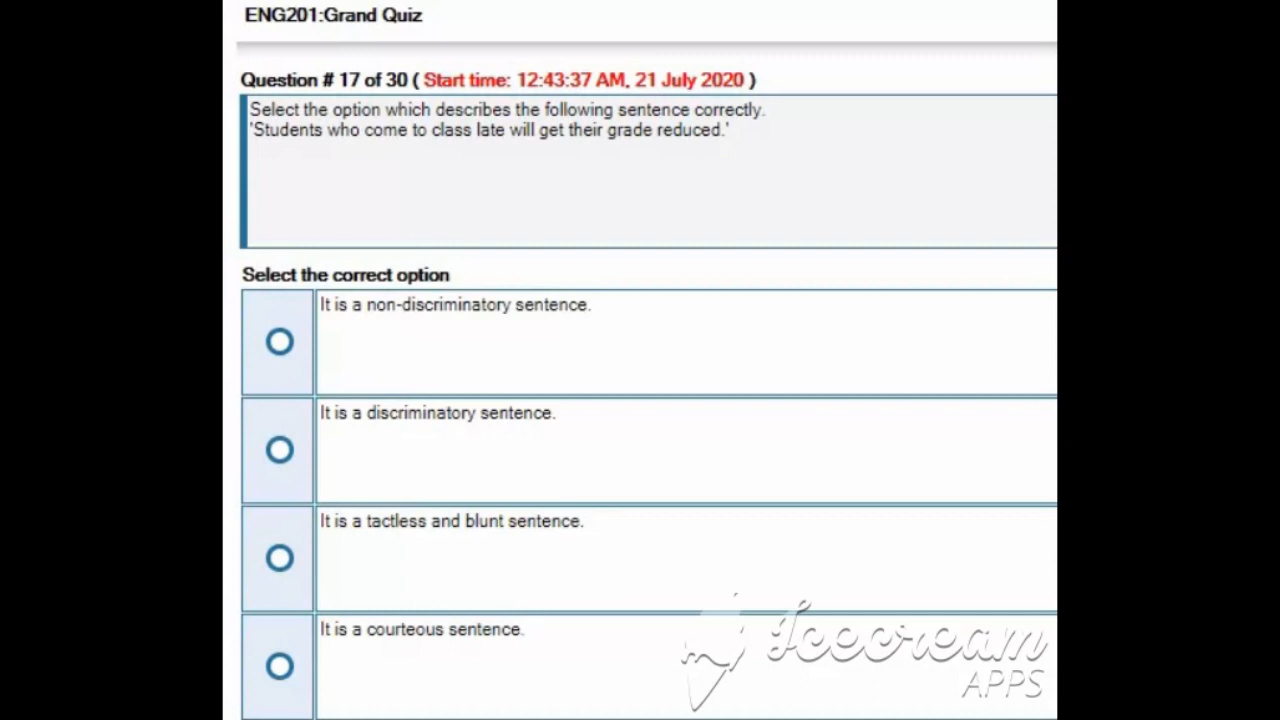 ENG201:Grand Quiz
Question # 17 of 30 ( Start time: 12:43:37 AM, 21 July 2020 )
Select the option which describes the following sentence correctly.
'Students who come to class late will get their grade reduced.'
Select the correct option
It is a non-discriminatory sentence.
It is a discriminatory sentence.
It is a tactless and blunt sentence.
It is a courteous sentence.
Icecream
APPS